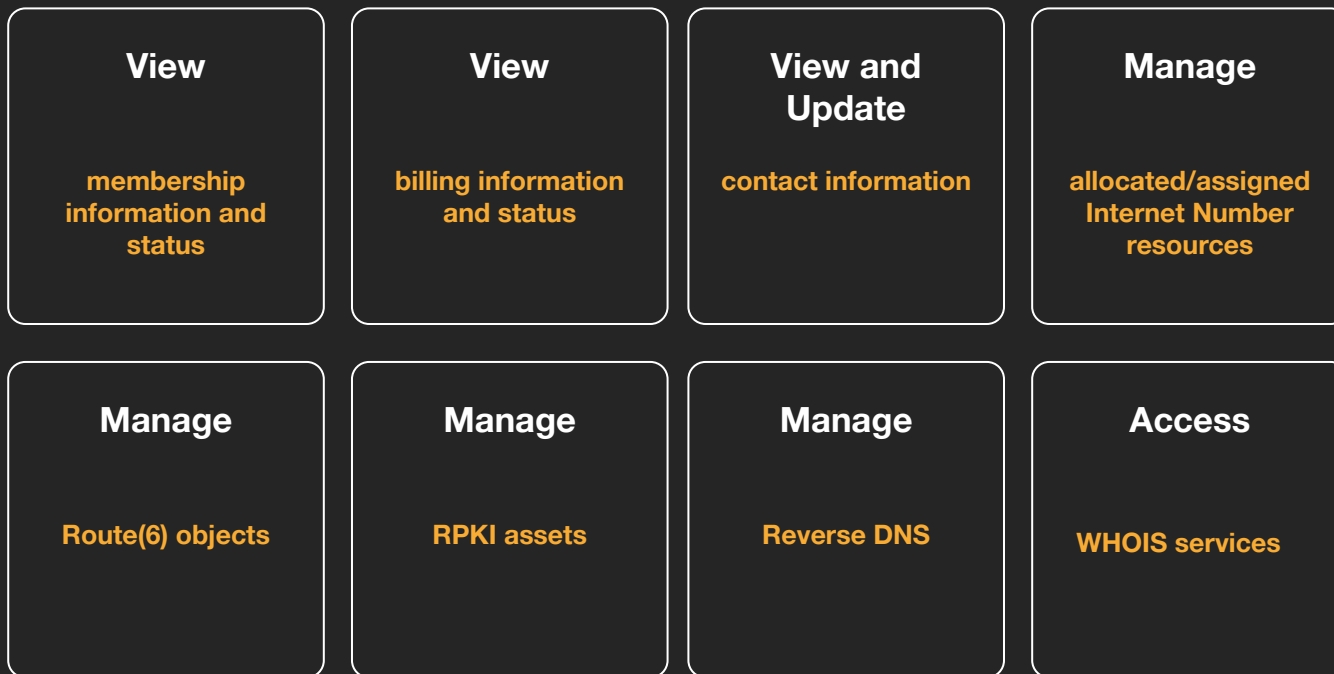 View
membership
information and
status
View
billing information
and status
View and
Update
contact information
Manage
allocated/assigned
Internet Number
resources
Manage
Route(6) objects
Manage
RPKI assets
Manage
Reverse DNS
Access
WHOIS services